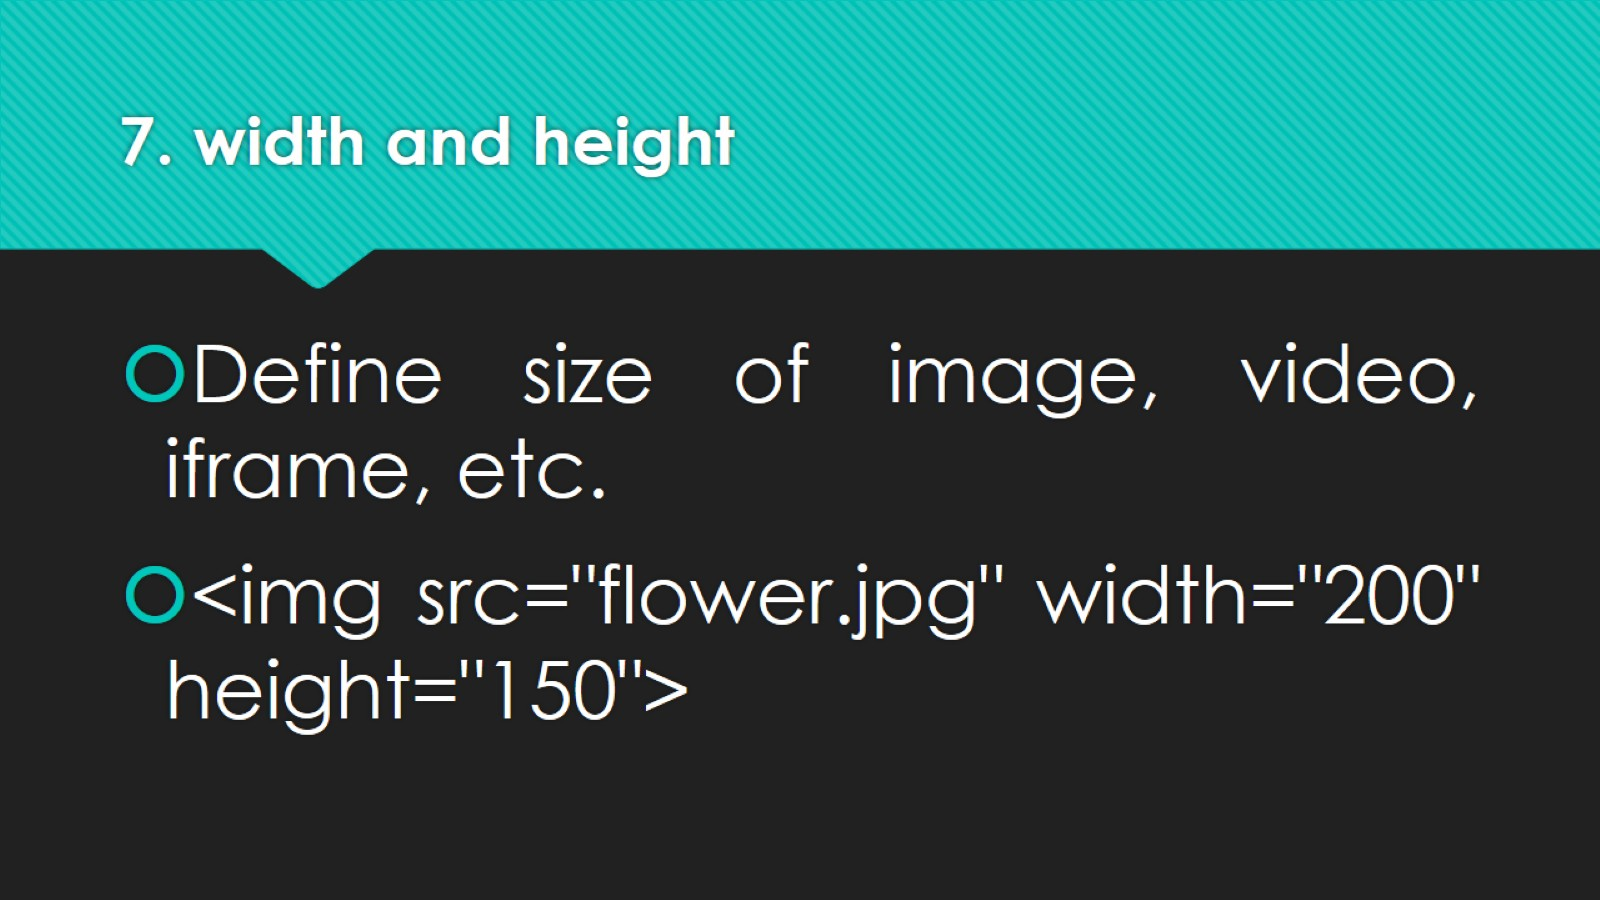 7. width and height
Define size of image, video,
iframe, etc.
<img src="flower.jpg" width="200"
height="150">